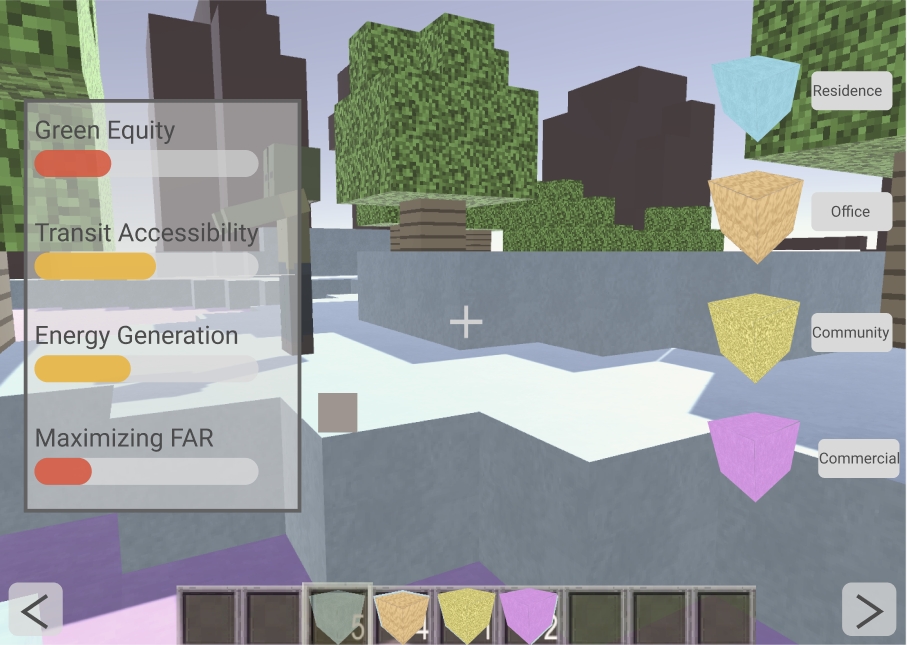 Green Equity
Transit Accessibility
Energy Generation
Maximizing FAR
Residence
Office
Community
Commercial
5
4
1
2